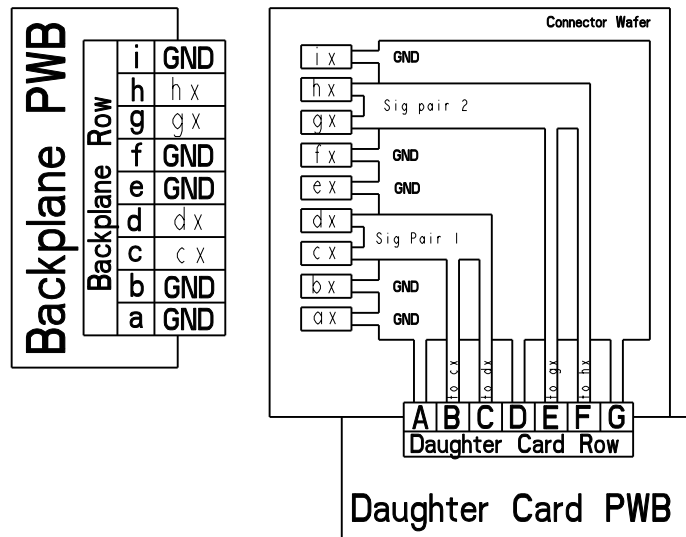 Backplane PWB
Backplane Row
i GND
h hx
g gx
f GND
e GND
d dx
c cx
b GND
a GND
Connector Wafer
ix GND
hx
Sig pair 2
gx
fx GND
ex GND
dx
Sig Pair 1
cx
bx GND
ax GND
to cx
to dx
to gx
to hx
A B C D E F G
Daughter Card Row
Daughter Card PWB